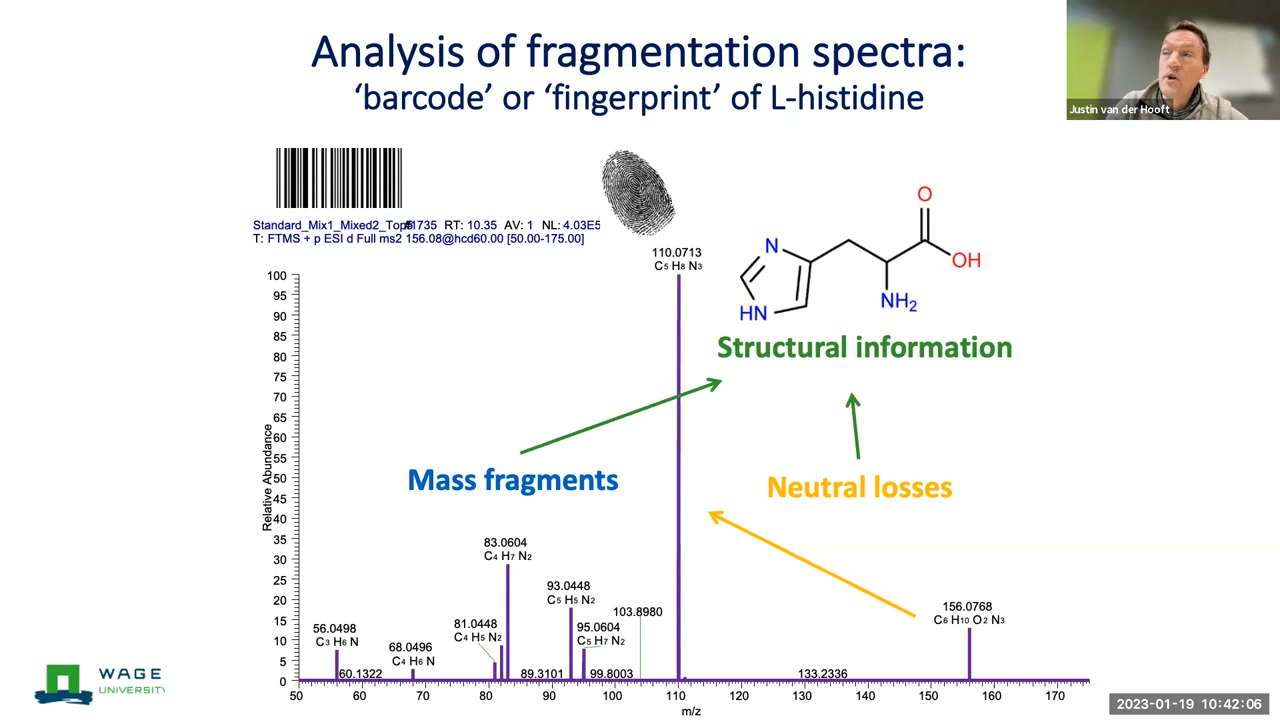 Analysis of fragmentation spectra:
‘barcode’ or ‘fingerprint’ of L-histidine
Justin van der Hooft
Standard_Mix1_Mixed2_Top5 #1735 RT: 10.35 AV: 1 NL: 4.03E5
T: FTMS + p ESI d Full ms2 156.08@hcd60.00 [50.00-175.00]
110.0713
C5 H8 N3
O
N
OH
HN
NH2
Structural information
Mass fragments
Neutral losses
Relative Abundance
100
95
90
85
80
75
70
65
60
55
50
45
40
35
30
25
20
15
10
5
0
83.0604
C4 H7 N2
93.0448
C5 H5 N2
156.0768
C6 H10 O2 N3
103.8980
81.0448
C4 H5 N2
95.0604
C5 H7 N2
56.0498
C3 H6 N
68.0496
C4 H6 N
60.1322
89.3101
99.8003
133.2336
50
60
70
80
90
100
110
120
130
140
150
160
170
m/z
WAGE
UNIVERSITY
2023-01-19 10:42:06